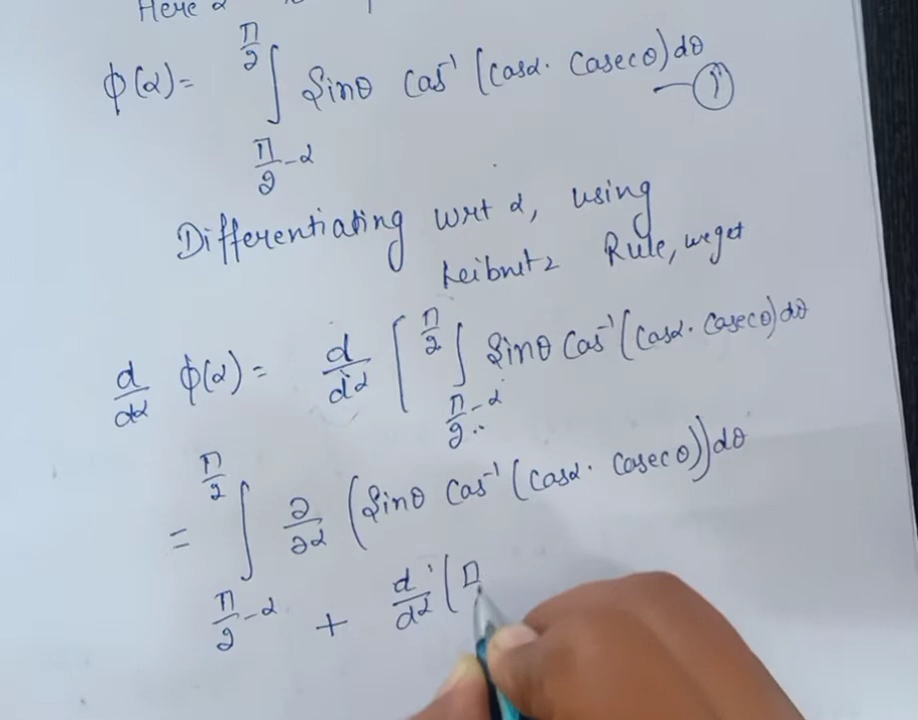 Here α
ϕ(α)= ∫_{π/2-α}^{π/2} Sinθ Cos⁻¹ (Cosα. Cosecθ)dθ —①
Differentiating wrt α, using
Leibnitz Rule, we get
d/dα ϕ(α)= d/dα [ ∫_{π/2-α}^{π/2} Sinθ Cos⁻¹(Cosα. Cosecθ)dθ
= ∫_{π/2-α}^{π/2} ∂/∂α (Sinθ Cos⁻¹(Cosα. Cosecθ))dθ
+ d/dα (π